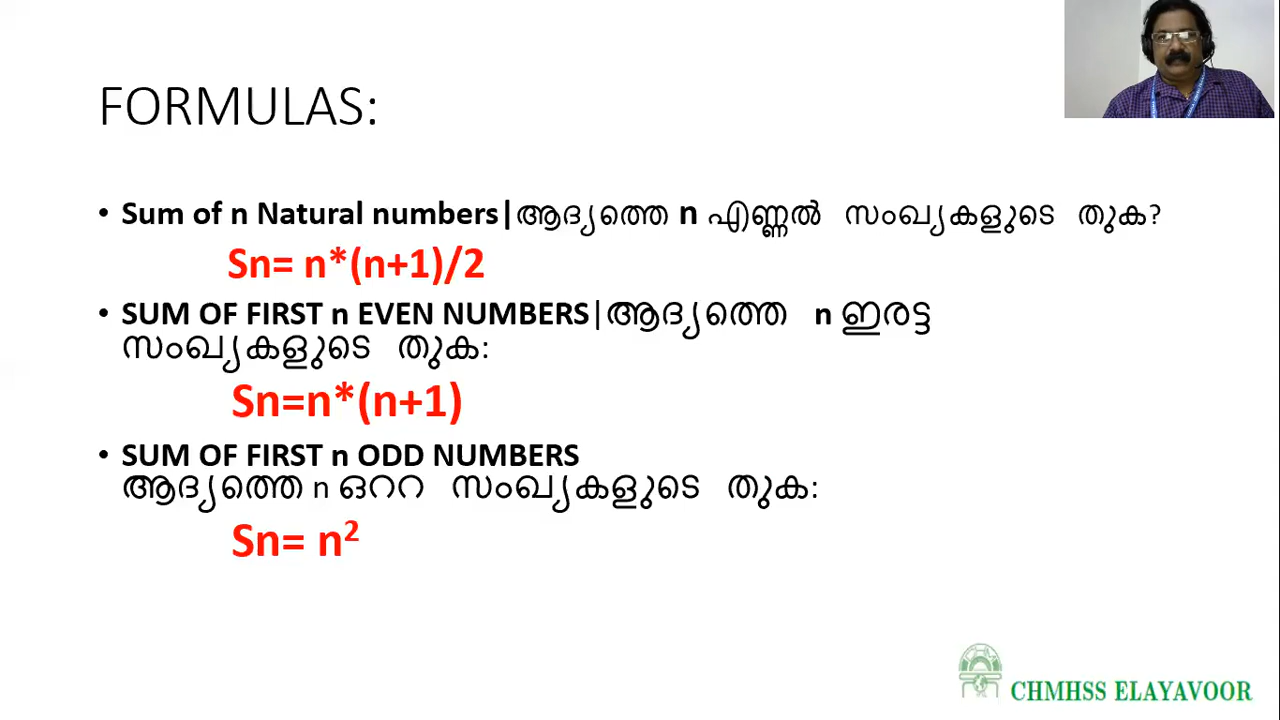 FORMULAS:
• Sum of n Natural numbers|ആദ്യത്തെ n എണ്ണൽ സംഖ്യകളുടെ തുക?
Sn= n*(n+1)/2
• SUM OF FIRST n EVEN NUMBERS|ആദ്യത്തെ n ഇരട്ട
സംഖ്യകളുടെ തുക:
Sn=n*(n+1)
• SUM OF FIRST n ODD NUMBERS
ആദ്യത്തെ n ഒററ സംഖ്യകളുടെ തുക:
Sn= n²
CHMHSS ELAYAVOOR